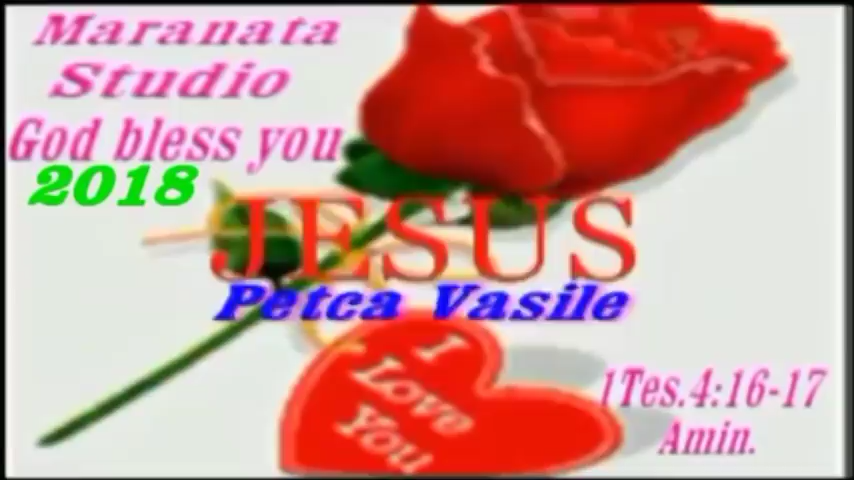 Maranata
Studio
God bless you
2018
JESUS
Petca Vasile
I
Love
You
1Tes.4:16-17
Amin.